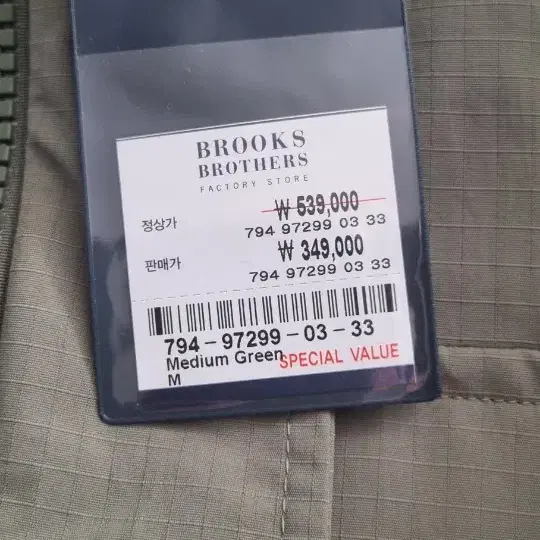 BROOKS
BROTHERS
FACTORY STORE
정상가 ₩ 539,000
794 97299 03 33
판매가 ₩ 349,000
794 97299 03 33
794-97299-03-33
Medium Green SPECIAL VALUE
M